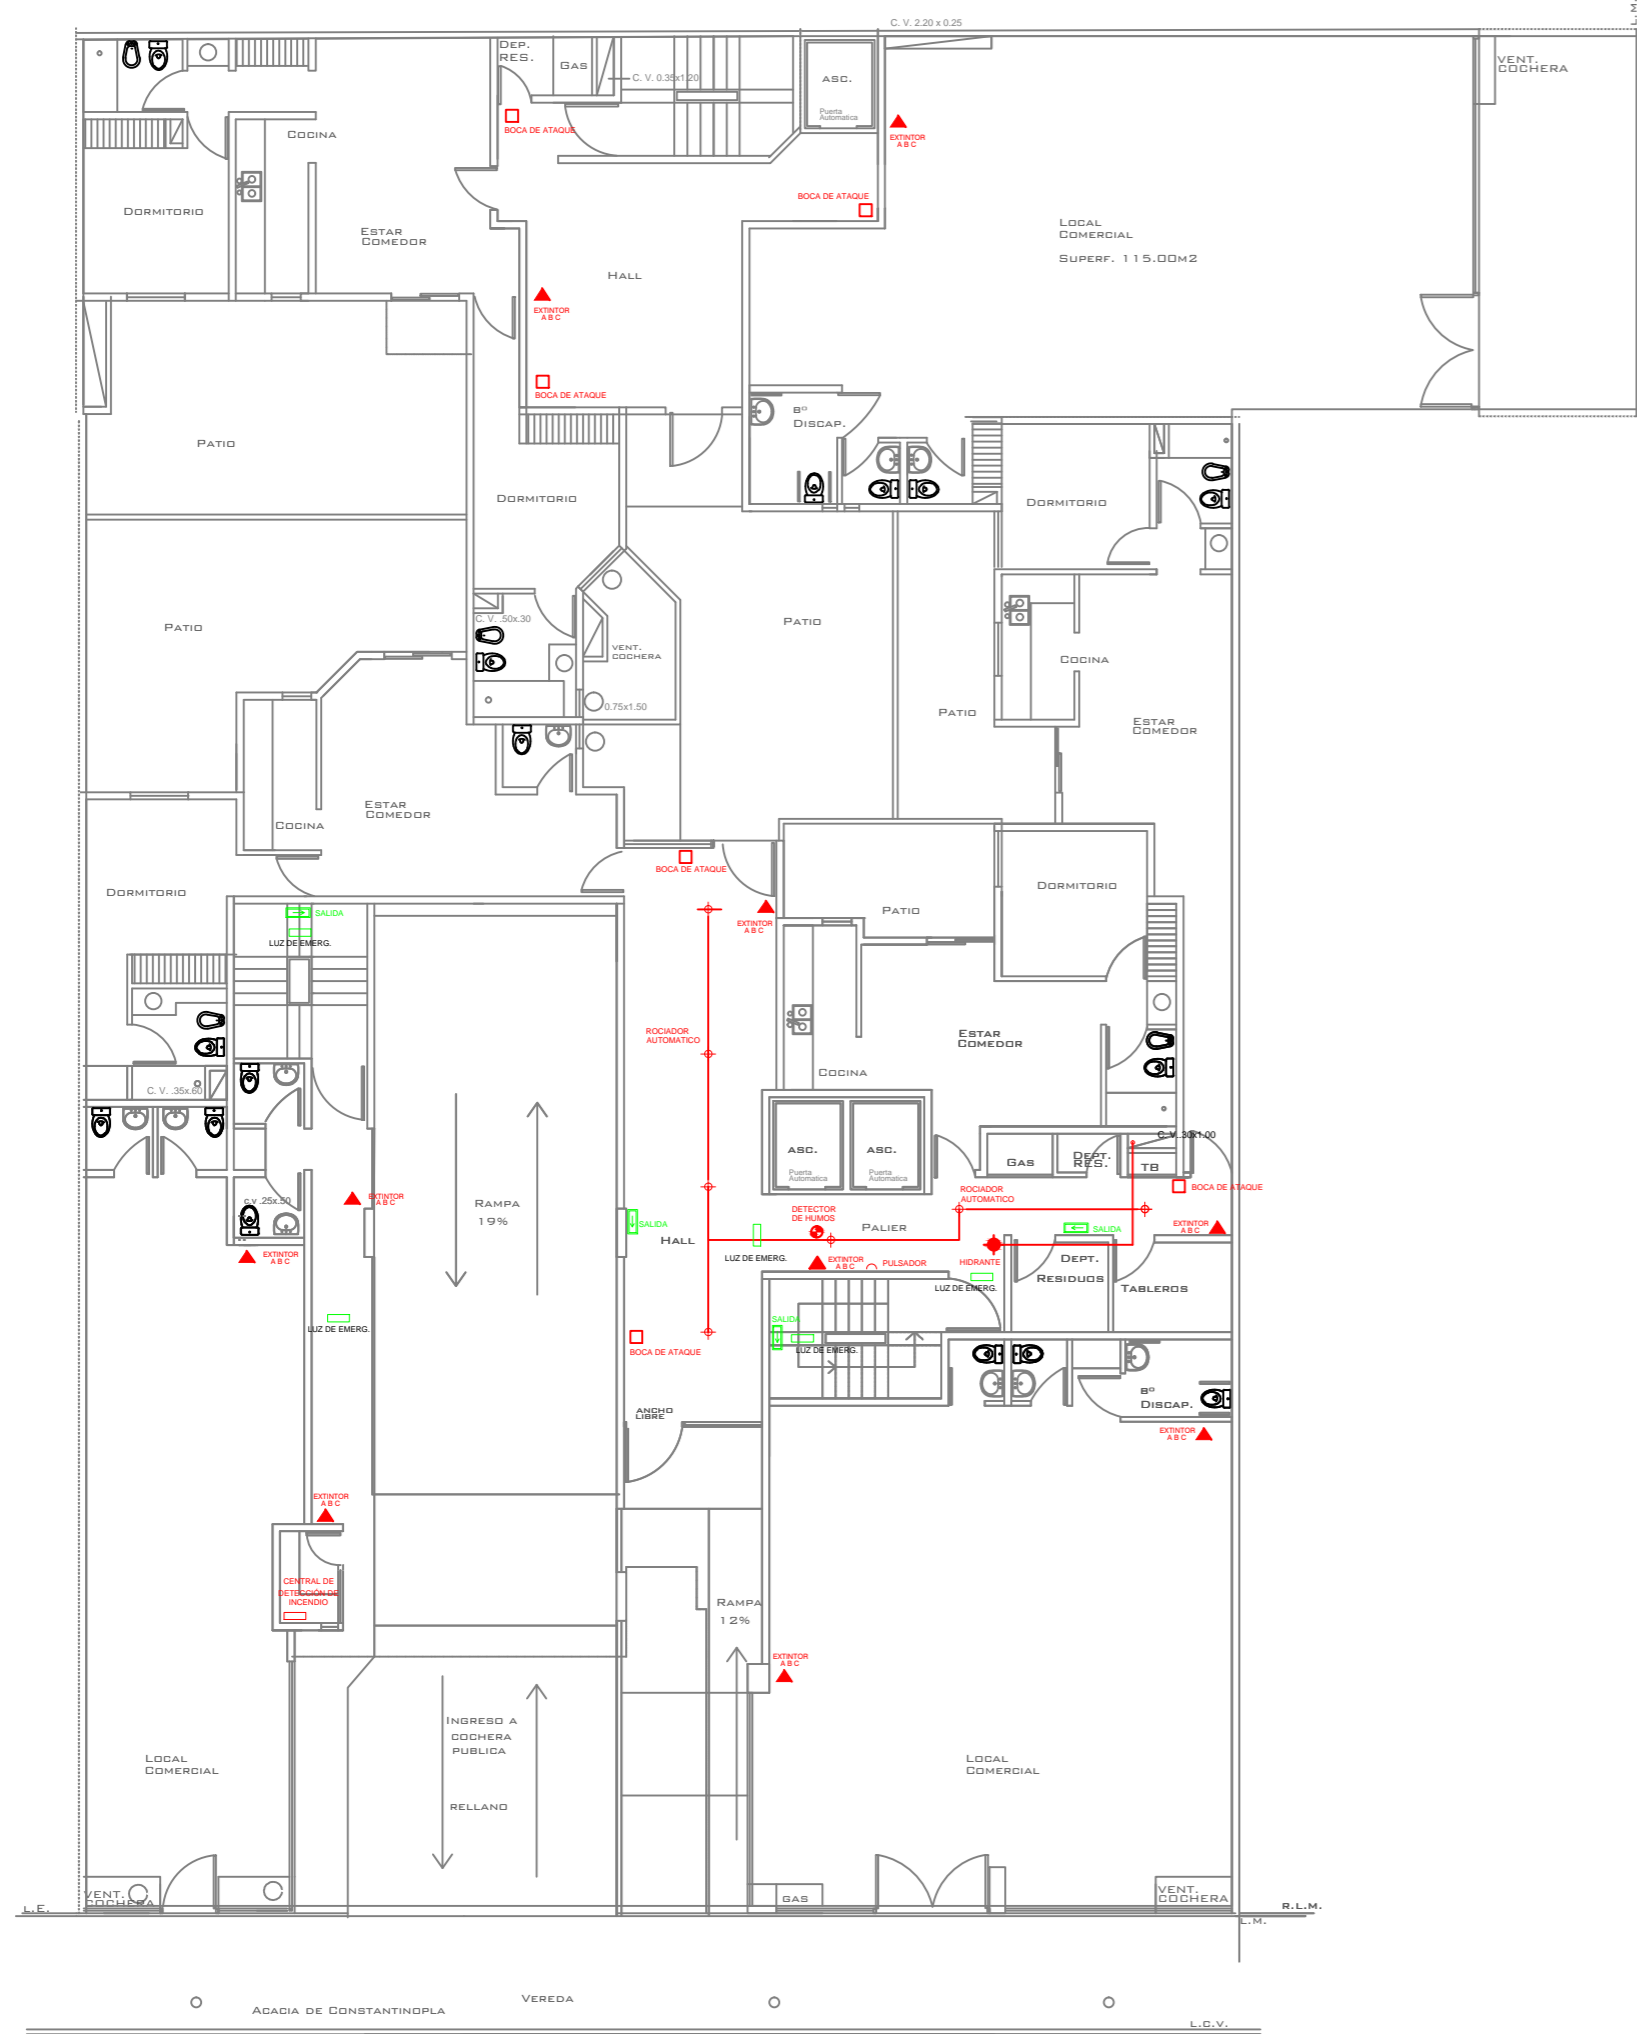 C. V. 2.20 x 0.25
L.M.
DEP.
RES.
GAS
C. V. 0.35x1.20
ASC.
Puerta
Automatica
VENT.
COCHERA
BOCA DE ATAQUE
EXTINTOR
A B C
COCINA
DORMITORIO
ESTAR
COMEDOR
BOCA DE ATAQUE
LOCAL
COMERCIAL
SUPERF. 115.00M2
HALL
EXTINTOR
A B C
BOCA DE ATAQUE
8º
DISCAP.
PATIO
DORMITORIO
DORMITORIO
PATIO
C. V. .50x.30
PATIO
VENT.
COCHERA
COCINA
0.75x1.50
PATIO
ESTAR
COMEDOR
ESTAR
COMEDOR
COCINA
BOCA DE ATAQUE
DORMITORIO
DORMITORIO
PATIO
SALIDA
LUZ DE EMERG.
EXTINTOR
A B C
ROCIADOR
AUTOMATICO
ESTAR
COMEDOR
COCINA
C. V. .35x.60
ASC.
Puerta
Automatica
ASC.
Puerta
Automatica
GAS
DEPT.
RES.
C. V. .30x1.00
TB
BOCA DE ATAQUE
c.v .25x.50
EXTINTOR
A B C
RAMPA
19%
ROCIADOR
AUTOMATICO
SALIDA
HALL
DETECTOR
DE HUMOS
PALIER
SALIDA
EXTINTOR
A B C
EXTINTOR
A B C
LUZ DE EMERG.
EXTINTOR
A B C
PULSADOR
HIDRANTE
DEPT.
RESIDUOS
LUZ DE EMERG.
TABLEROS
LUZ DE EMERG.
SALIDA
LUZ DE EMERG.
BOCA DE ATAQUE
8º
DISCAP.
ANCHO
LIBRE
EXTINTOR
A B C
EXTINTOR
A B C
CENTRAL DE
DETECCIÓN DE
INCENDIO
RAMPA
12%
EXTINTOR
A B C
INGRESO A
COCHERA
PUBLICA
LOCAL
COMERCIAL
LOCAL
COMERCIAL
RELLANO
VENT.
COCHERA
GAS
VENT.
COCHERA
L.E.
R.L.M.
L.M.
VEREDA
ACACIA DE CONSTANTINOPLA
L.C.V.